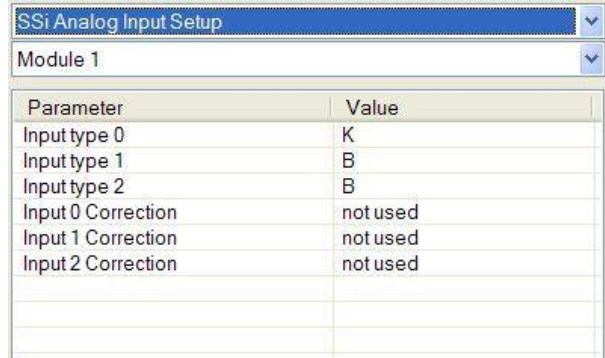 SSi Analog Input Setup
Module 1
Parameter Value
Input type 0 K
Input type 1 B
Input type 2 B
Input 0 Correction not used
Input 1 Correction not used
Input 2 Correction not used